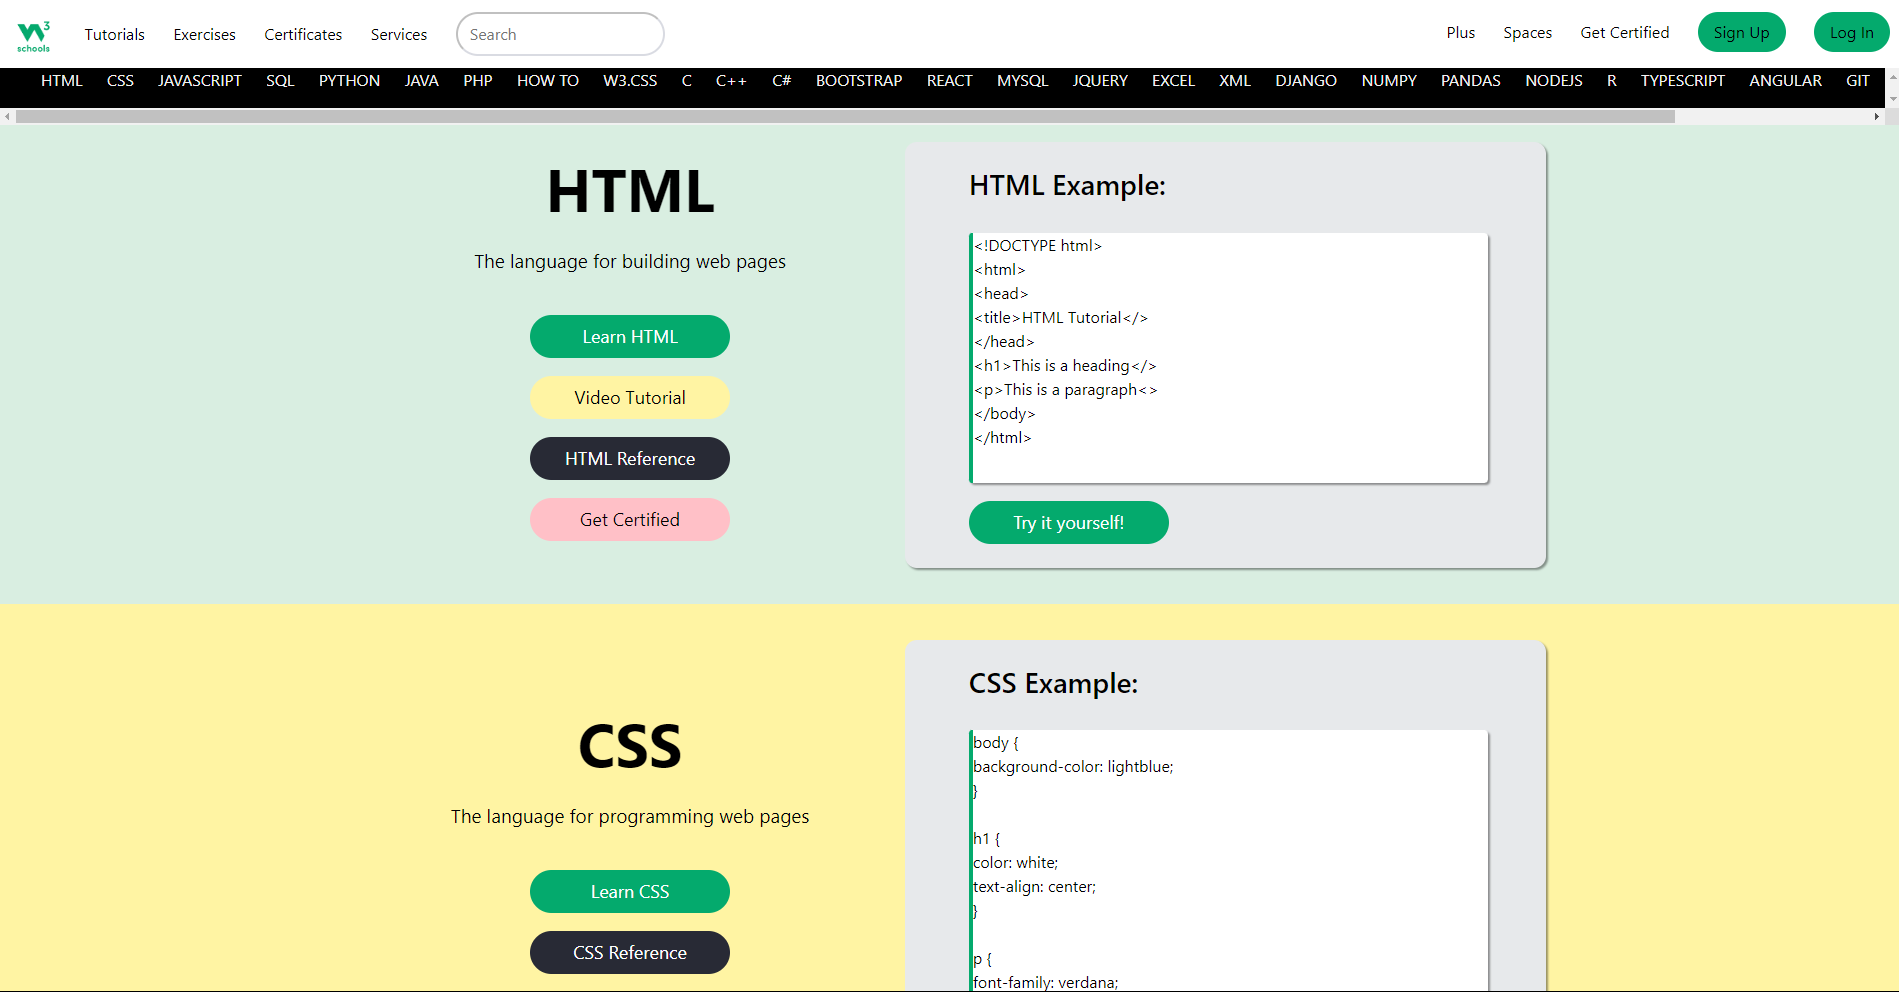 W3 schools Tutorials Exercises Certificates Services Search Plus Spaces Get Certified Sign Up Log In
HTML CSS JAVASCRIPT SQL PYTHON JAVA PHP HOW TO W3.CSS C C++ C# BOOTSTRAP REACT MYSQL JQUERY EXCEL XML DJANGO NUMPY PANDAS NODEJS R TYPESCRIPT ANGULAR GIT
HTML
The language for building web pages
Learn HTML
Video Tutorial
HTML Reference
Get Certified
HTML Example:
<!DOCTYPE html>
<html>
<head>
<title>HTML Tutorial</>
</head>
<h1>This is a heading</>
<p>This is a paragraph<>
</body>
</html>
Try it yourself!
CSS
The language for programming web pages
Learn CSS
CSS Reference
CSS Example:
body {
background-color: lightblue;
}
h1 {
color: white;
text-align: center;
}
p {
font-family: verdana;